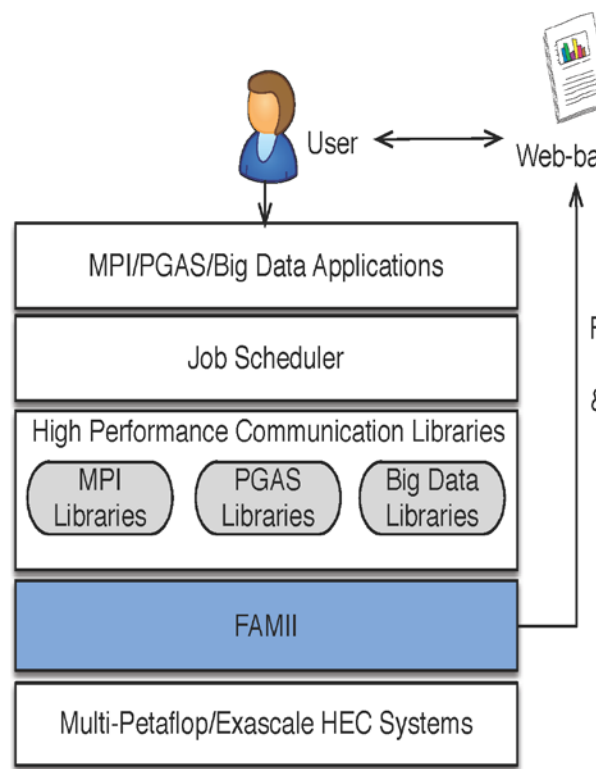 User
Web-ba
MPI/PGAS/Big Data Applications
Job Scheduler
F
&
High Performance Communication Libraries
MPI
Libraries
PGAS
Libraries
Big Data
Libraries
FAMII
Multi-Petaflop/Exascale HEC Systems